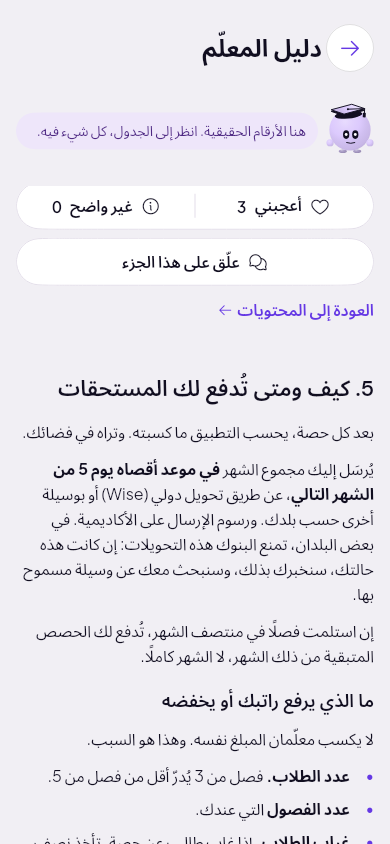 دليل المعلّم
هنا الأرقام الحقيقية. انظر إلى الجدول، كل شيء فيه.
أعجبني 3
غير واضح 0
علّق على هذا الجزء
العودة إلى المحتويات ←
5. كيف ومتى تُدفع لك المستحقات
بعد كل حصة، يحسب التطبيق ما كسبته. وتراه في فضائك.
يُرسَل إليك مجموع الشهر في موعد أقصاه يوم 5 من
الشهر التالي، عن طريق تحويل دولي (Wise) أو بوسيلة
أخرى حسب بلدك. ورسوم الإرسال على الأكاديمية. في
بعض البلدان، تمنع البنوك هذه التحويلات: إن كانت هذه
حالتك، سنخبرك بذلك، وسنبحث معك عن وسيلة مسموح
بها.
إن استلمت فصلًا في منتصف الشهر، تُدفع لك الحصص
المتبقية من ذلك الشهر، لا الشهر كاملًا.
ما الذي يرفع راتبك أو يخفضه
لا يكسب معلّمان المبلغ نفسه. وهذا هو السبب.
• عدد الطلاب. فصل من 3 يُدرّ أقل من فصل من 5.
• عدد الفصول التي عندك.